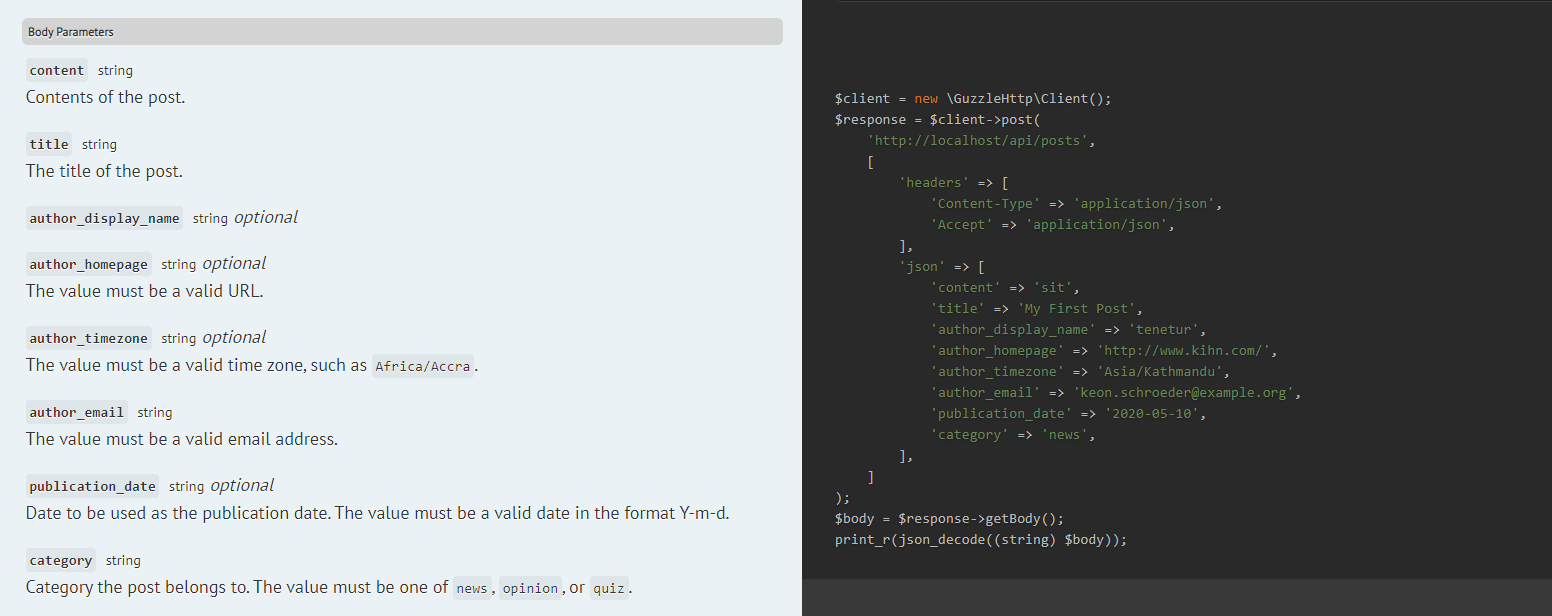 Body Parameters
content string
Contents of the post.
title string
The title of the post.
author_display_name string optional
author_homepage string optional
The value must be a valid URL.
author_timezone string optional
The value must be a valid time zone, such as Africa/Accra.
author_email string
The value must be a valid email address.
publication_date string optional
Date to be used as the publication date. The value must be a valid date in the format Y-m-d.
category string
Category the post belongs to. The value must be one of news, opinion, or quiz.
$client = new \GuzzleHttp\Client();
$response = $client->post(
    'http://localhost/api/posts',
    [
        'headers' => [
            'Content-Type' => 'application/json',
            'Accept' => 'application/json',
        ],
        'json' => [
            'content' => 'sit',
            'title' => 'My First Post',
            'author_display_name' => 'tenetur',
            'author_homepage' => 'http://www.kihn.com/',
            'author_timezone' => 'Asia/Kathmandu',
            'author_email' => 'keon.schroeder@example.org',
            'publication_date' => '2020-05-10',
            'category' => 'news',
        ],
    ]
);
$body = $response->getBody();
print_r(json_decode((string) $body));